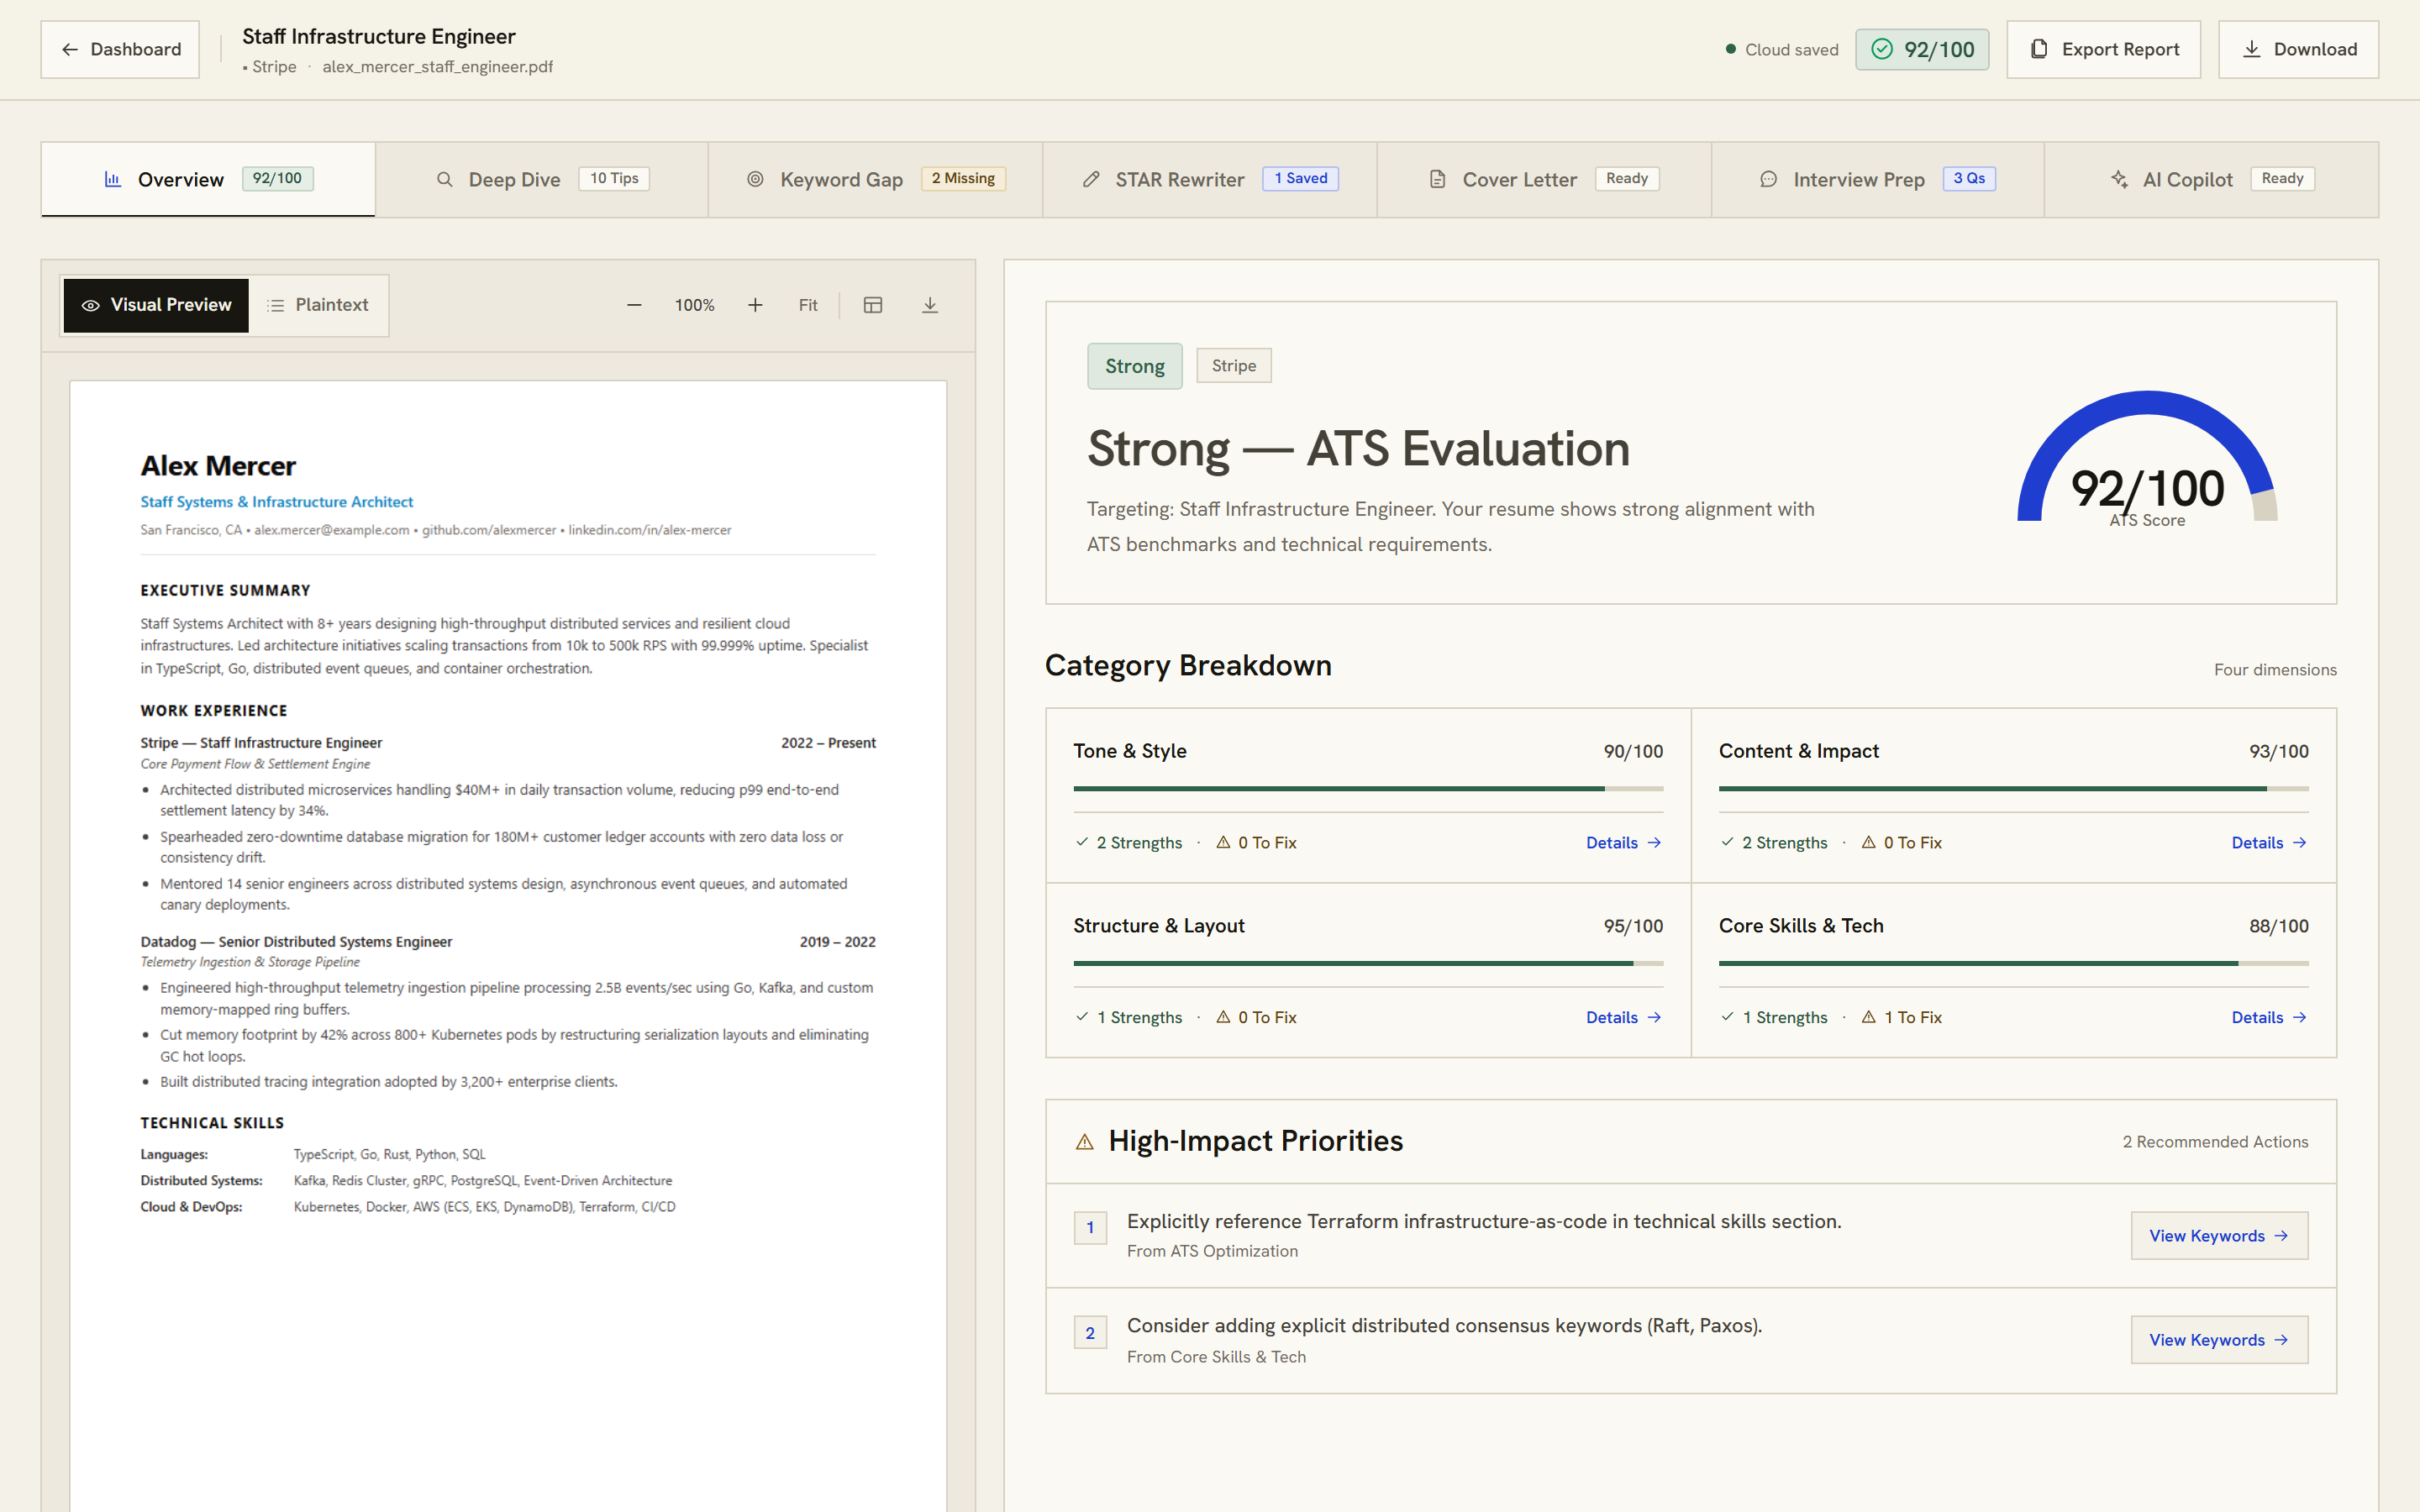 Dashboard
Staff Infrastructure Engineer
▪ Stripe · alex_mercer_staff_engineer.pdf
Cloud saved
92/100
Export Report
Download
Overview 92/100
Deep Dive 10 Tips
Keyword Gap 2 Missing
STAR Rewriter 1 Saved
Cover Letter Ready
Interview Prep 3 Qs
AI Copilot Ready
Visual Preview
Plaintext
100%
Fit
Alex Mercer
Staff Systems & Infrastructure Architect
San Francisco, CA • alex.mercer@example.com • github.com/alexmercer • linkedin.com/in/alex-mercer
EXECUTIVE SUMMARY
Staff Systems Architect with 8+ years designing high-throughput distributed services and resilient cloud
infrastructures. Led architecture initiatives scaling transactions from 10k to 500k RPS with 99.999% uptime. Specialist
in TypeScript, Go, distributed event queues, and container orchestration.
WORK EXPERIENCE
Stripe — Staff Infrastructure Engineer 2022 – Present
Core Payment Flow & Settlement Engine
• Architected distributed microservices handling $40M+ in daily transaction volume, reducing p99 end-to-end
settlement latency by 34%.
• Spearheaded zero-downtime database migration for 180M+ customer ledger accounts with zero data loss or
consistency drift.
• Mentored 14 senior engineers across distributed systems design, asynchronous event queues, and automated
canary deployments.
Datadog — Senior Distributed Systems Engineer 2019 – 2022
Telemetry Ingestion & Storage Pipeline
• Engineered high-throughput telemetry ingestion pipeline processing 2.5B events/sec using Go, Kafka, and custom
memory-mapped ring buffers.
• Cut memory footprint by 42% across 800+ Kubernetes pods by restructuring serialization layouts and eliminating
GC hot loops.
• Built distributed tracing integration adopted by 3,200+ enterprise clients.
TECHNICAL SKILLS
Languages: TypeScript, Go, Rust, Python, SQL
Distributed Systems: Kafka, Redis Cluster, gRPC, PostgreSQL, Event-Driven Architecture
Cloud & DevOps: Kubernetes, Docker, AWS (ECS, EKS, DynamoDB), Terraform, CI/CD
Strong
Stripe
Strong — ATS Evaluation
Targeting: Staff Infrastructure Engineer. Your resume shows strong alignment with
ATS benchmarks and technical requirements.
92/100
ATS Score
Category Breakdown
Four dimensions
Tone & Style 90/100
2 Strengths · 0 To Fix Details →
Content & Impact 93/100
2 Strengths · 0 To Fix Details →
Structure & Layout 95/100
1 Strengths · 0 To Fix Details →
Core Skills & Tech 88/100
1 Strengths · 1 To Fix Details →
High-Impact Priorities
2 Recommended Actions
1 Explicitly reference Terraform infrastructure-as-code in technical skills section.
From ATS Optimization
View Keywords →
2 Consider adding explicit distributed consensus keywords (Raft, Paxos).
From Core Skills & Tech
View Keywords →